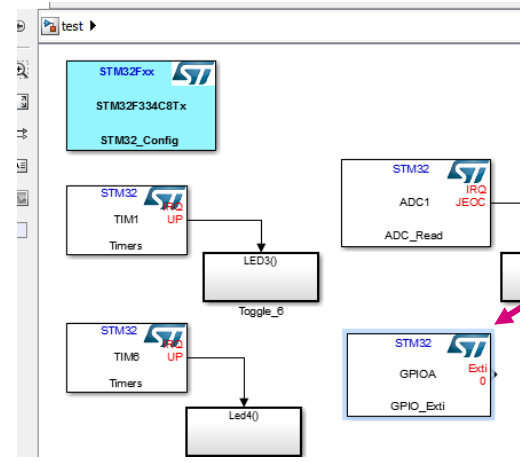 test
STM32Fxx
STM32F334C8Tx
STM32_Config
STM32
IRQ
TIM1
UP
Timers
LED3()
Toggle_6
STM32
IRQ
ADC1
JEOC
ADC_Read
STM32
IRQ
TIM6
UP
Timers
Led4()
STM32
GPIOA
Exti
0
GPIO_Exti